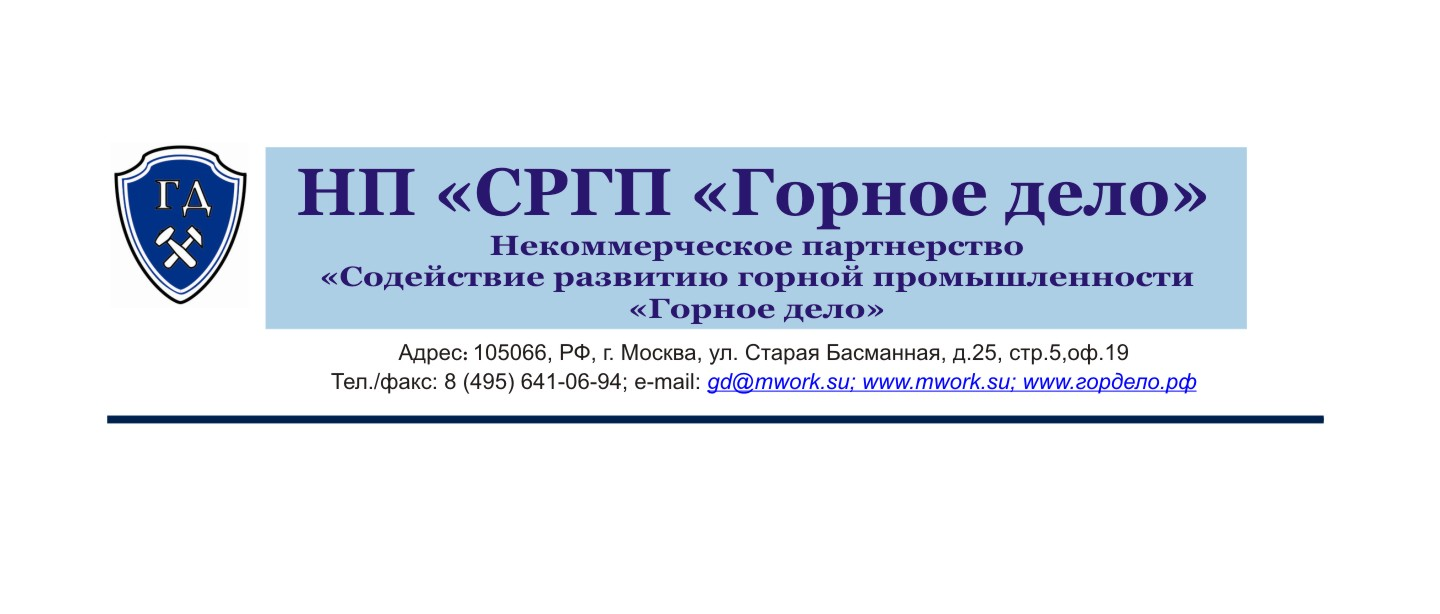 ГД
НП «СРГП «Горное дело»
Некоммерческое партнерство
«Содействие развитию горной промышленности
«Горное дело»
Адрес: 105066, РФ, г. Москва, ул. Старая Басманная, д.25, стр.5,оф.19
Тел./факс: 8 (495) 641-06-94; e-mail: gd@mwork.su; www.mwork.su; www.гордело.рф